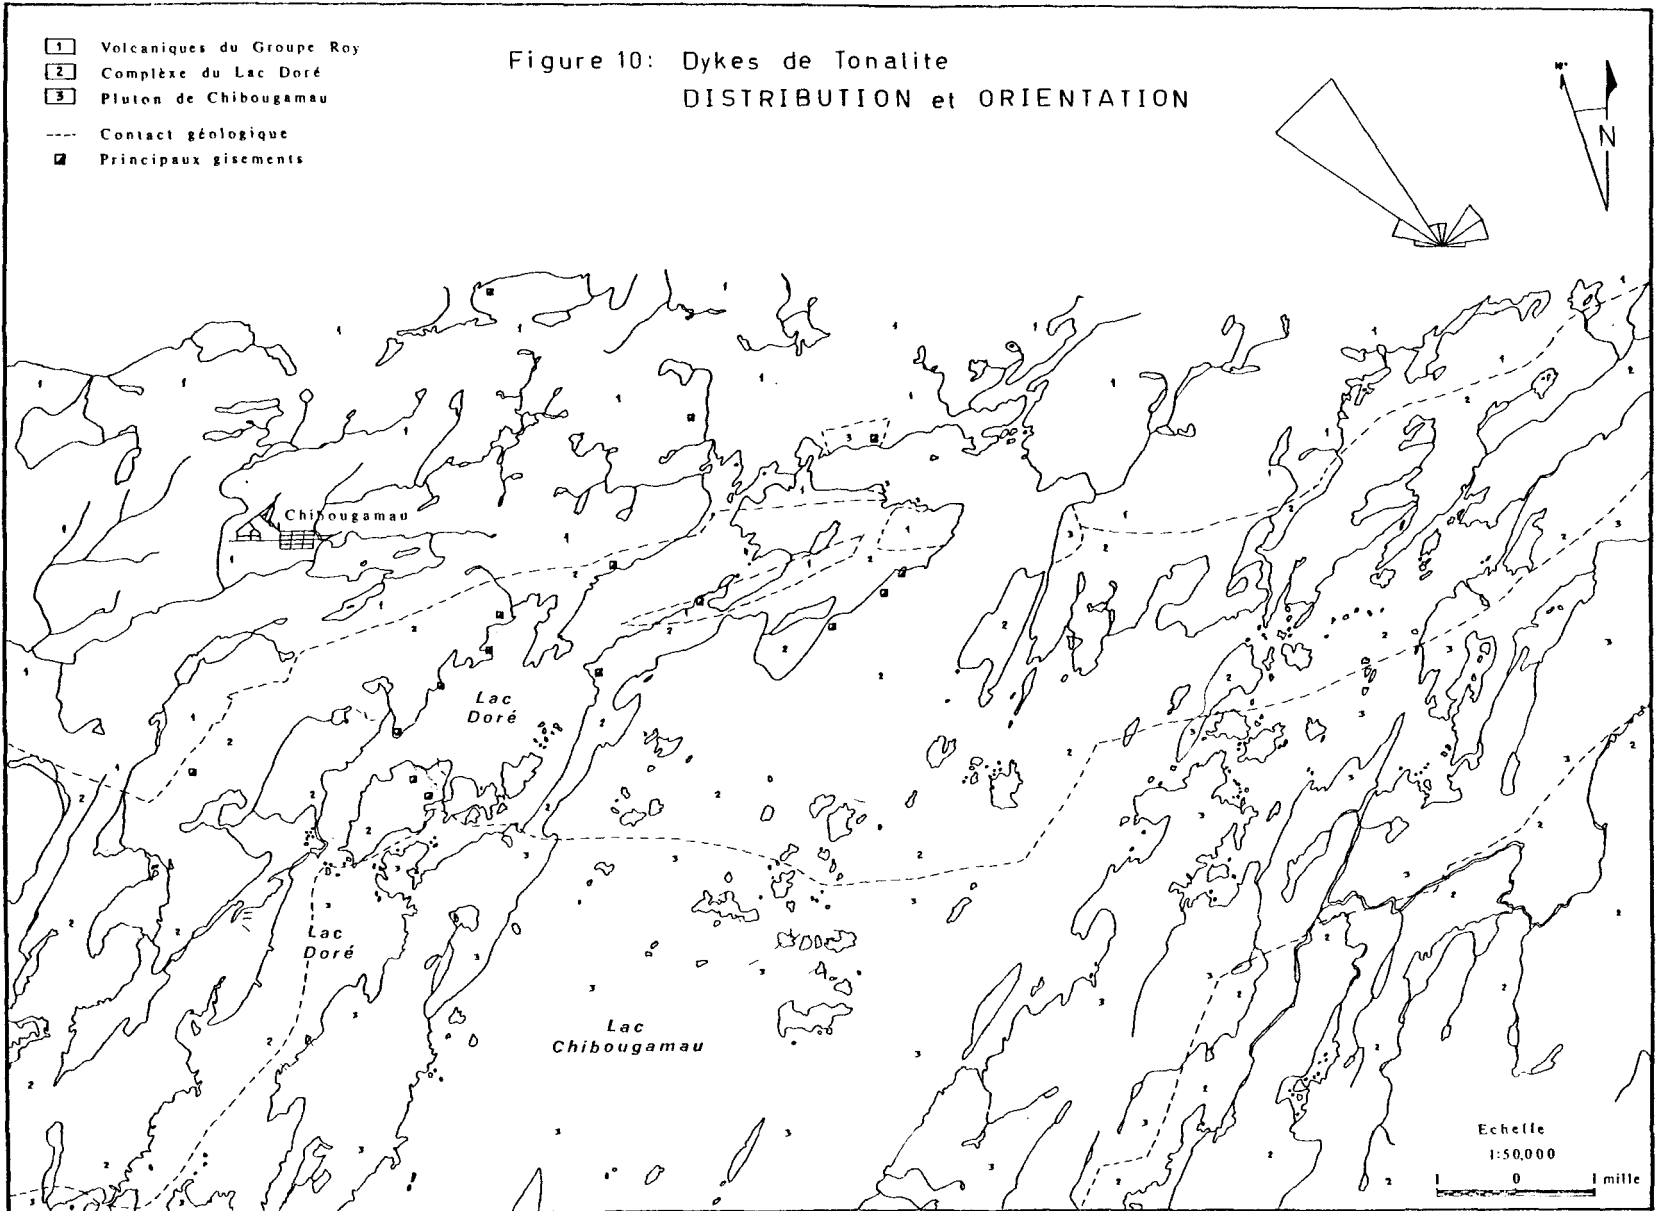 1 Volcaniques du Groupe Roy
2 Complèxe du Lac Doré
3 Pluton de Chibougamau
Contact géologique
Principaux gisements
Figure 10: Dykes de Tonalite
DISTRIBUTION et ORIENTATION
N
Chibougamau
Lac
Doré
Lac
Doré
Lac
Chibougamau
Echelle
1:50,000
1 0 1 mille